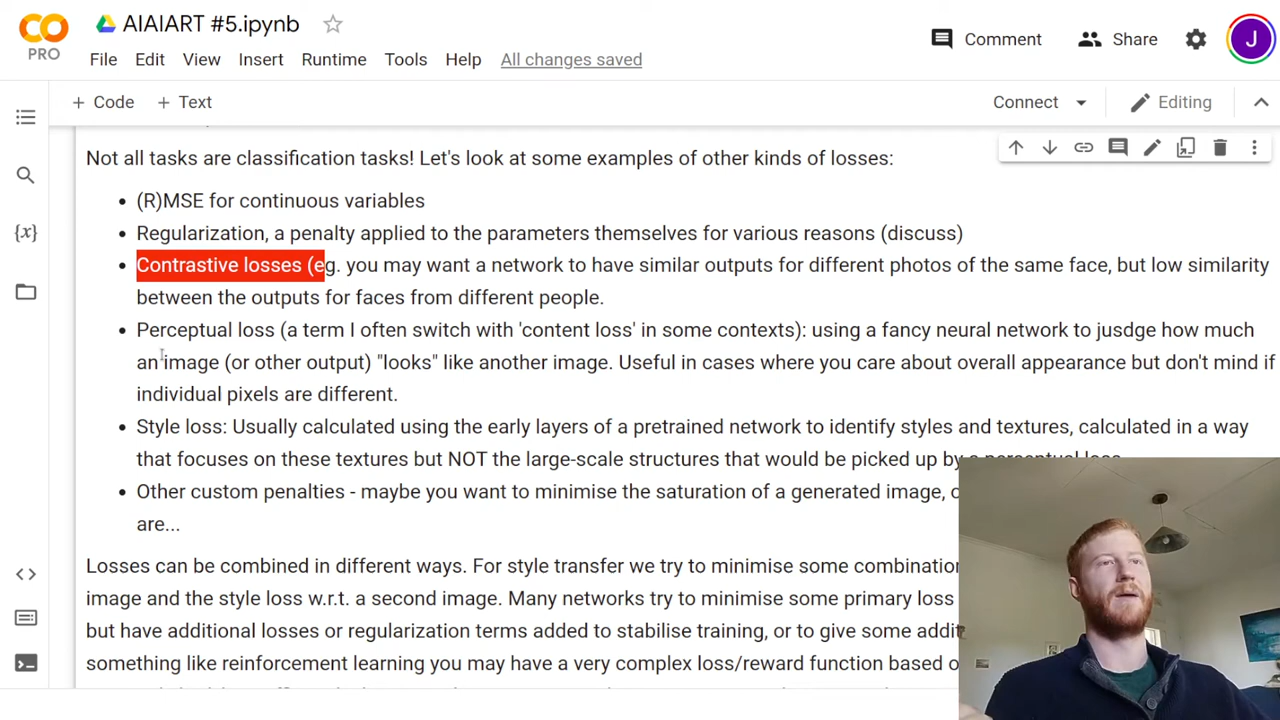 AIAIART #5.ipynb
PRO
File Edit View Insert Runtime Tools Help All changes saved
Comment Share J
+ Code + Text
Connect Editing
Not all tasks are classification tasks! Let's look at some examples of other kinds of losses:
(R)MSE for continuous variables
Regularization, a penalty applied to the parameters themselves for various reasons (discuss)
Contrastive losses (eg. you may want a network to have similar outputs for different photos of the same face, but low similarity
between the outputs for faces from different people.
Perceptual loss (a term I often switch with 'content loss' in some contexts): using a fancy neural network to jusdge how much
an image (or other output) "looks" like another image. Useful in cases where you care about overall appearance but don't mind if
individual pixels are different.
Style loss: Usually calculated using the early layers of a pretrained network to identify styles and textures, calculated in a way
that focuses on these textures but NOT the large-scale structures that would be picked up by a perceptual loss.
Other custom penalties - maybe you want to minimise the saturation of a generated image,
are...
Losses can be combined in different ways. For style transfer we try to minimise some combination
image and the style loss w.r.t. a second image. Many networks try to minimise some primary loss
but have additional losses or regularization terms added to stabilise training, or to give some
something like reinforcement learning you may have a very complex loss/reward function based